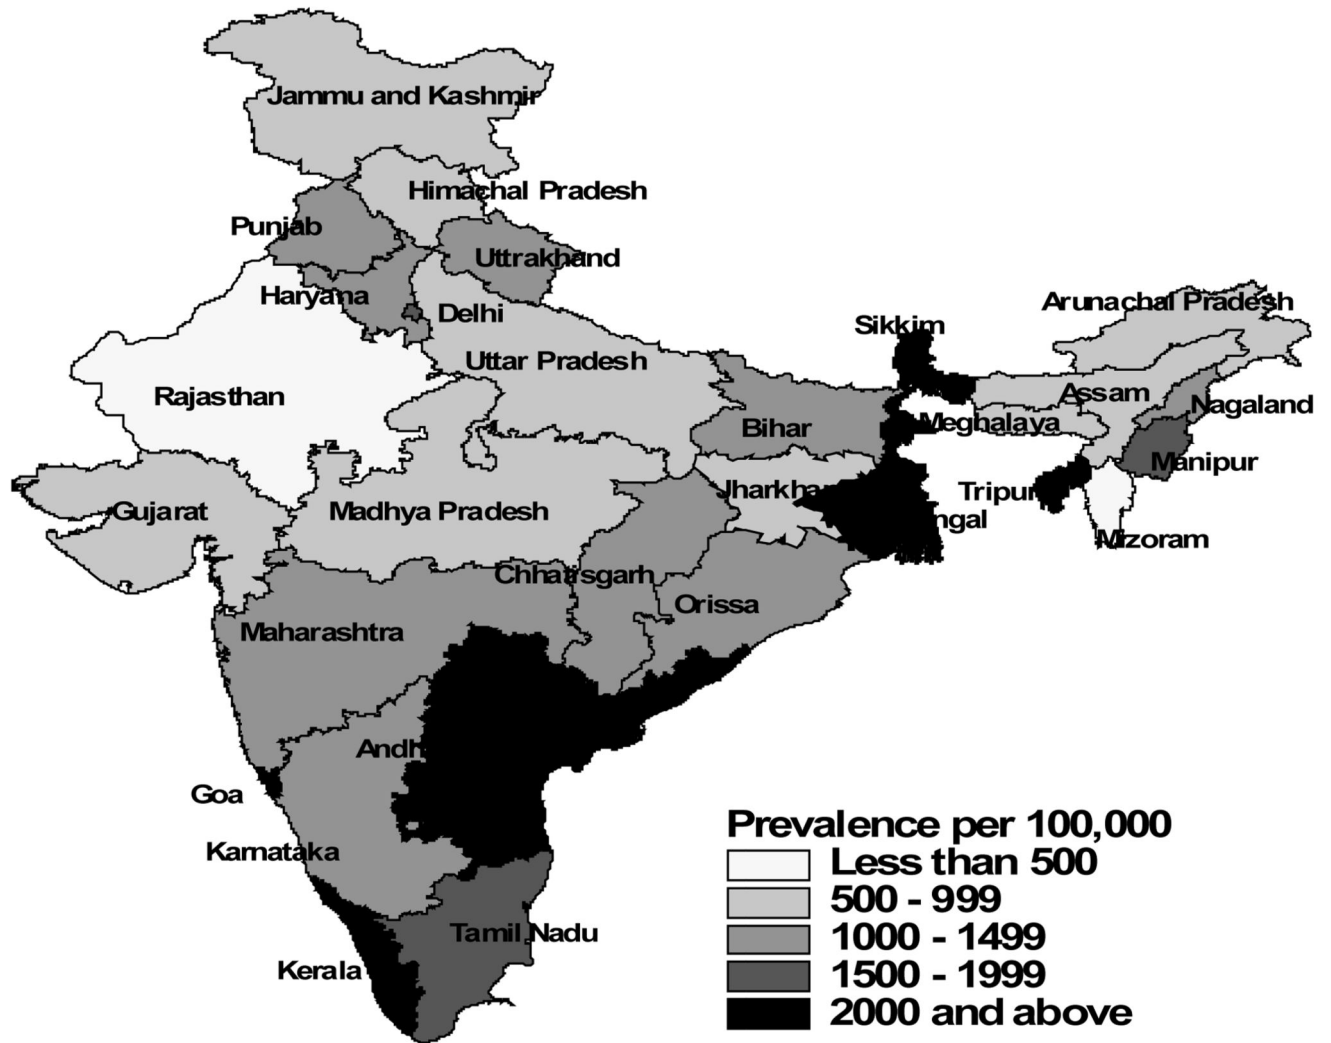 Jammu and Kashmir
Himachal Pradesh
Punjab
Uttrakhand
Haryana
Delhi
Arunachal Pradesh
Sikkim
Uttar Pradesh
Rajasthan
Assam
Nagaland
Meghalaya
Bihar
Manipur
Jharkhar
Tripur
Gujarat
Madhya Pradesh
ngal
Mizoram
Chhatrsgarh
Orissa
Maharashtra
Andh
Goa
Karnataka
Tamil Nadu
Kerala
Prevalence per 100,000
Less than 500
500 - 999
1000 - 1499
1500 - 1999
2000 and above